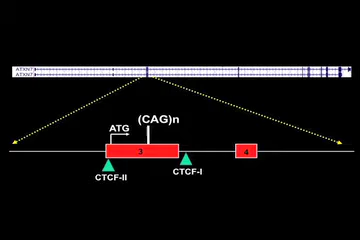 ATXN7
ATXN7
(CAG)n
ATG
3
4
CTCF-II
CTCF-I